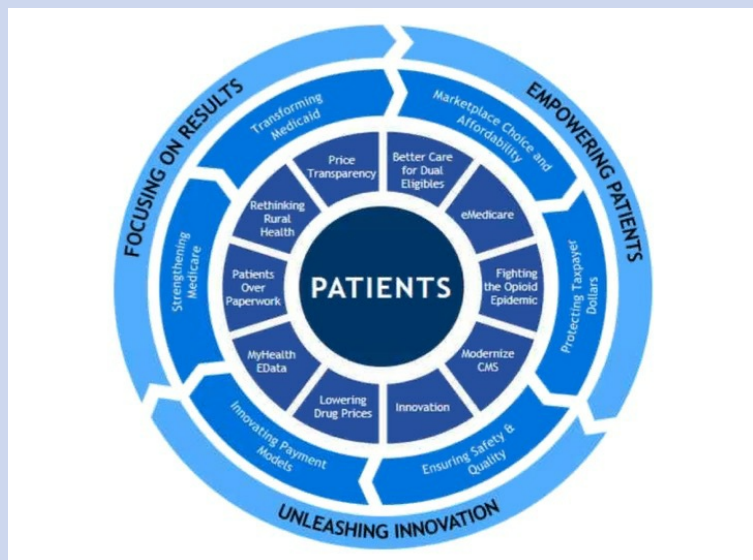 FOCUSING ON RESULTS
EMPOWERING PATIENTS
UNLEASHING INNOVATION
Transforming
Medicaid
Marketplace Choice and
Affordability
Protecting Taxpayer
Dollars
Ensuring Safety &
Quality
Innovating Payment
Models
Strengthening
Medicare
Price
Transparency
Better Care
for Dual
Eligibles
eMedicare
Fighting
the Opioid
Epidemic
Modernize
CMS
Innovation
Lowering
Drug Prices
MyHealth
EData
Patients
Over
Paperwork
Rethinking
Rural
Health
PATIENTS